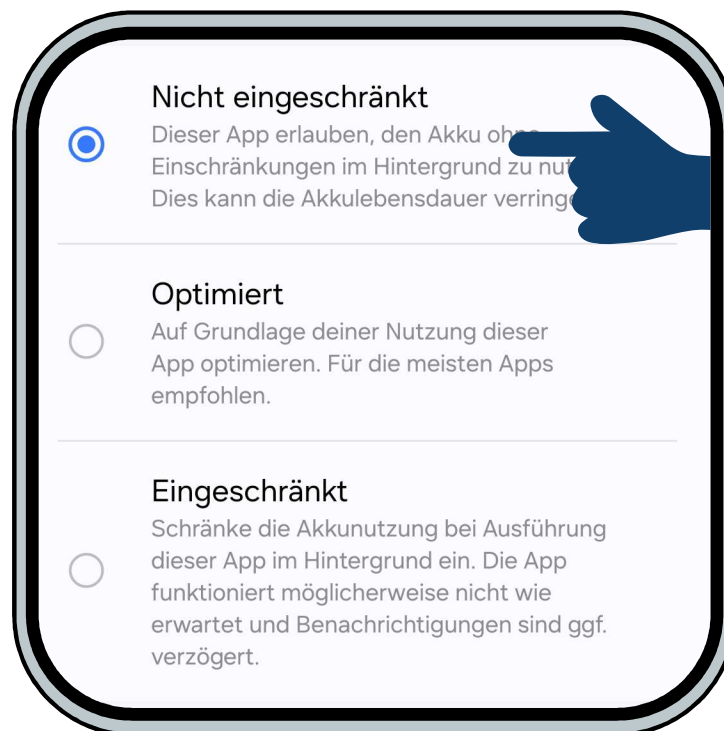 Nicht eingeschränkt
Dieser App erlauben, den Akku
Einschränkungen im Hintergrund zu
Dies kann die Akkulebensdauer
Optimiert
Auf Grundlage deiner Nutzung dieser
App optimieren. Für die meisten Apps
empfohlen.
Eingeschränkt
Schränke die Akkunutzung bei Ausführung
dieser App im Hintergrund ein. Die App
funktioniert möglicherweise nicht wie
erwartet und Benachrichtigungen sind ggf.
verzögert.